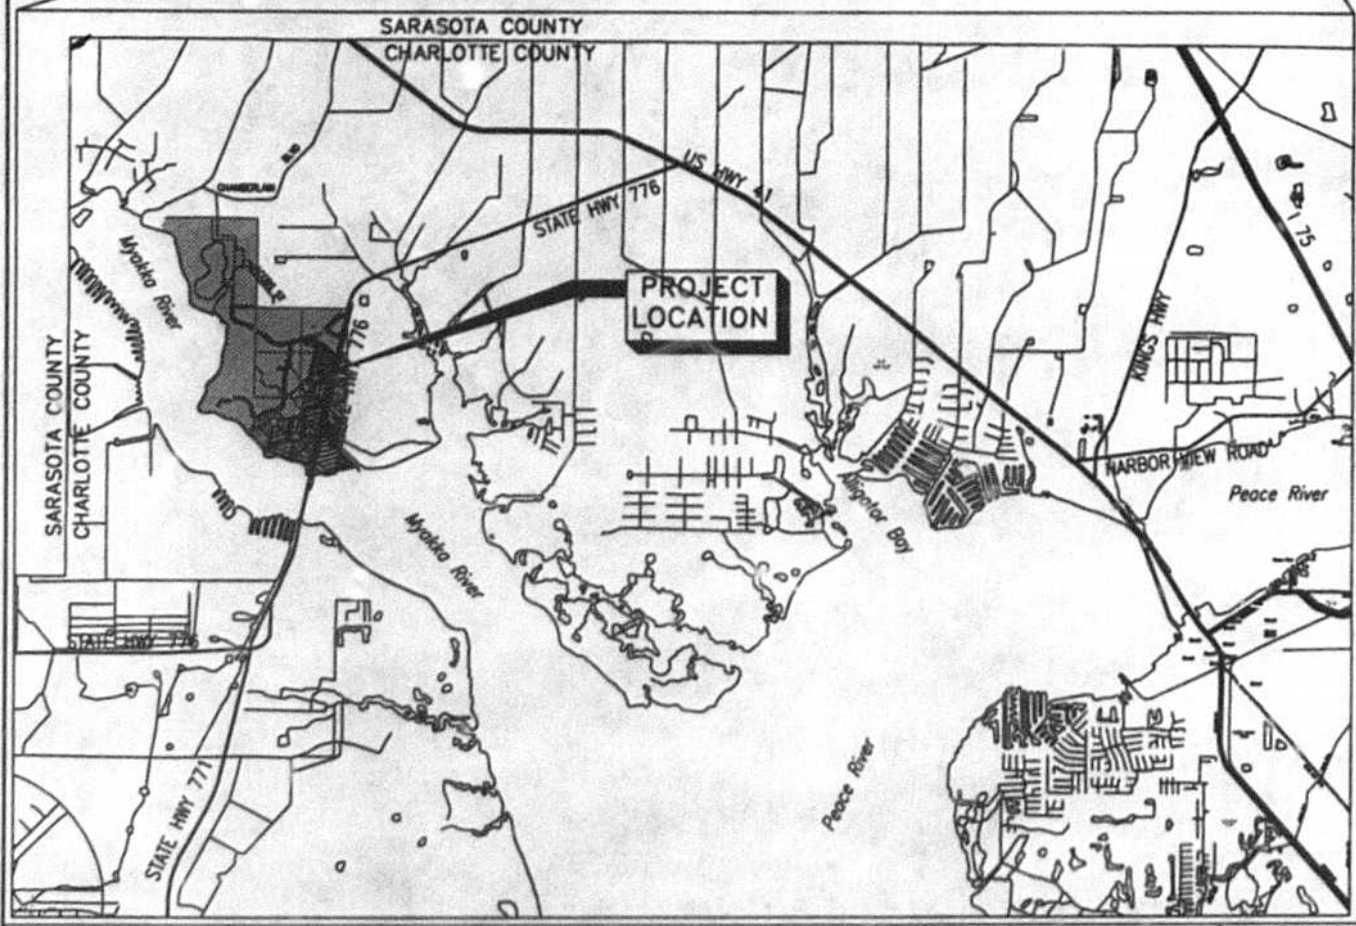 SARASOTA COUNTY
CHARLOTTE COUNTY
US HWY 41
STATE HWY 776
CHAMBERLAIN BLVD
Myakka River
I 75
PROJECT
LOCATION
776
KINGS HWY
SARASOTA COUNTY
CHARLOTTE COUNTY
HARBOR VIEW ROAD
Peace River
Alligator Bay
Myakka River
STATE HWY 776
STATE HWY 771
Peace River